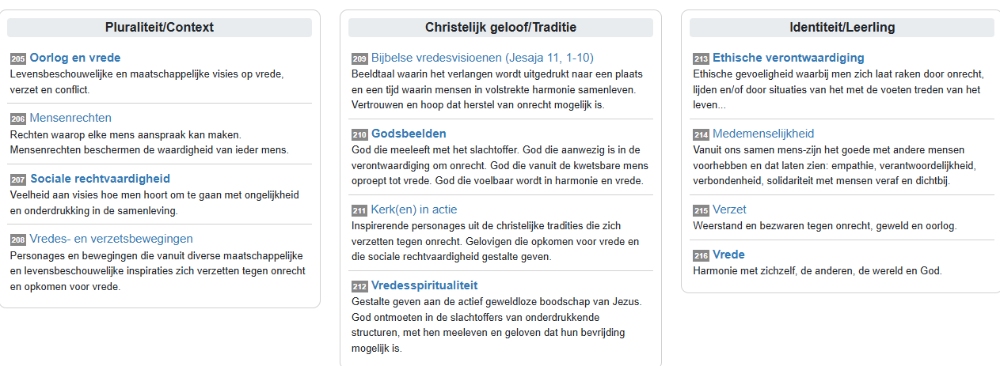 Pluraliteit/Context
205 Oorlog en vrede
Levensbeschouwelijke en maatschappelijke visies op vrede,
verzet en conflict.
206 Mensenrechten
Rechten waarop elke mens aanspraak kan maken.
Mensenrechten beschermen de waardigheid van ieder mens.
207 Sociale rechtvaardigheid
Veelheid aan visies hoe men hoort om te gaan met ongelijkheid
en onderdrukking in de samenleving.
208 Vredes- en verzetsbewegingen
Personages en bewegingen die vanuit diverse maatschappelijke
en levensbeschouwelijke inspiraties zich verzetten tegen onrecht
en opkomen voor vrede.
Christelijk geloof/Traditie
209 Bijbelse vredesvisioenen (Jesaja 11, 1-10)
Beeldtaal waarin het verlangen wordt uitgedrukt naar een plaats
en een tijd waarin mensen in volstrekte harmonie samenleven.
Vertrouwen en hoop dat herstel van onrecht mogelijk is.
210 Godsbeelden
God die meeleeft met het slachtoffer. God die aanwezig is in de
verontwaardiging om onrecht. God die vanuit de kwetsbare mens
oproept tot vrede. God die voelbaar wordt in harmonie en vrede.
211 Kerk(en) in actie
Inspirerende personages uit de christelijke tradities die zich
verzetten tegen onrecht. Gelovigen die opkomen voor vrede en
die sociale rechtvaardigheid gestalte geven.
212 Vredesspiritualiteit
Gestalte geven aan de actief geweldloze boodschap van Jezus.
God ontmoeten in de slachtoffers van onderdrukkende
structuren, met hen meeleven en geloven dat hun bevrijding
mogelijk is.
Identiteit/Leerling
213 Ethische verontwaardiging
Ethische gevoeligheid waarbij men zich laat raken door onrecht,
lijden en/of door situaties van het met de voeten treden van het
leven...
214 Medemenselijkheid
Vanuit ons samen mens-zijn het goede met andere mensen
voorhebben en dat laten zien: empathie, verantwoordelijkheid,
verbondenheid, solidariteit met mensen veraf en dichtbij.
215 Verzet
Weerstand en bezwaren tegen onrecht, geweld en oorlog.
216 Vrede
Harmonie met zichzelf, de anderen, de wereld en God.